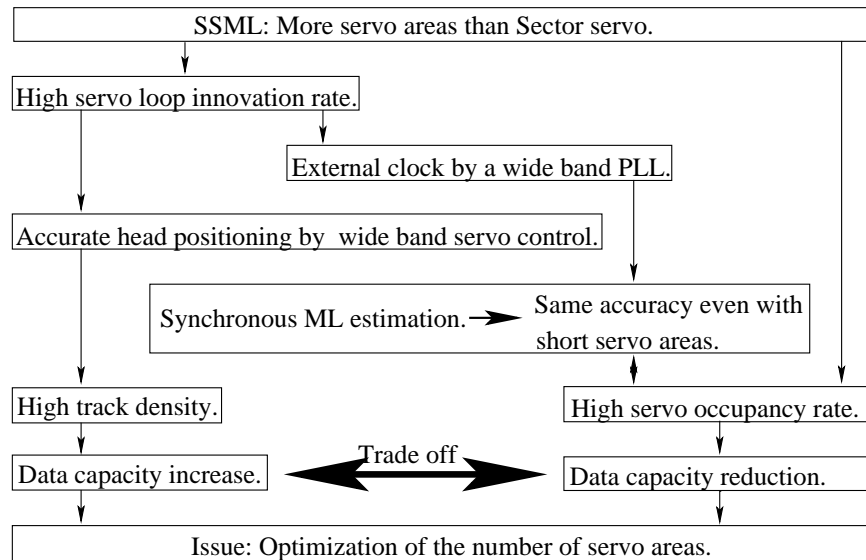 SSML: More servo areas than Sector servo.
High servo loop innovation rate.
External clock by a wide band PLL.
Accurate head positioning by wide band servo control.
Synchronous ML estimation.
Same accuracy even with
short servo areas.
High track density.
High servo occupancy rate.
Trade off
Data capacity increase.
Data capacity reduction.
Issue: Optimization of the number of servo areas.